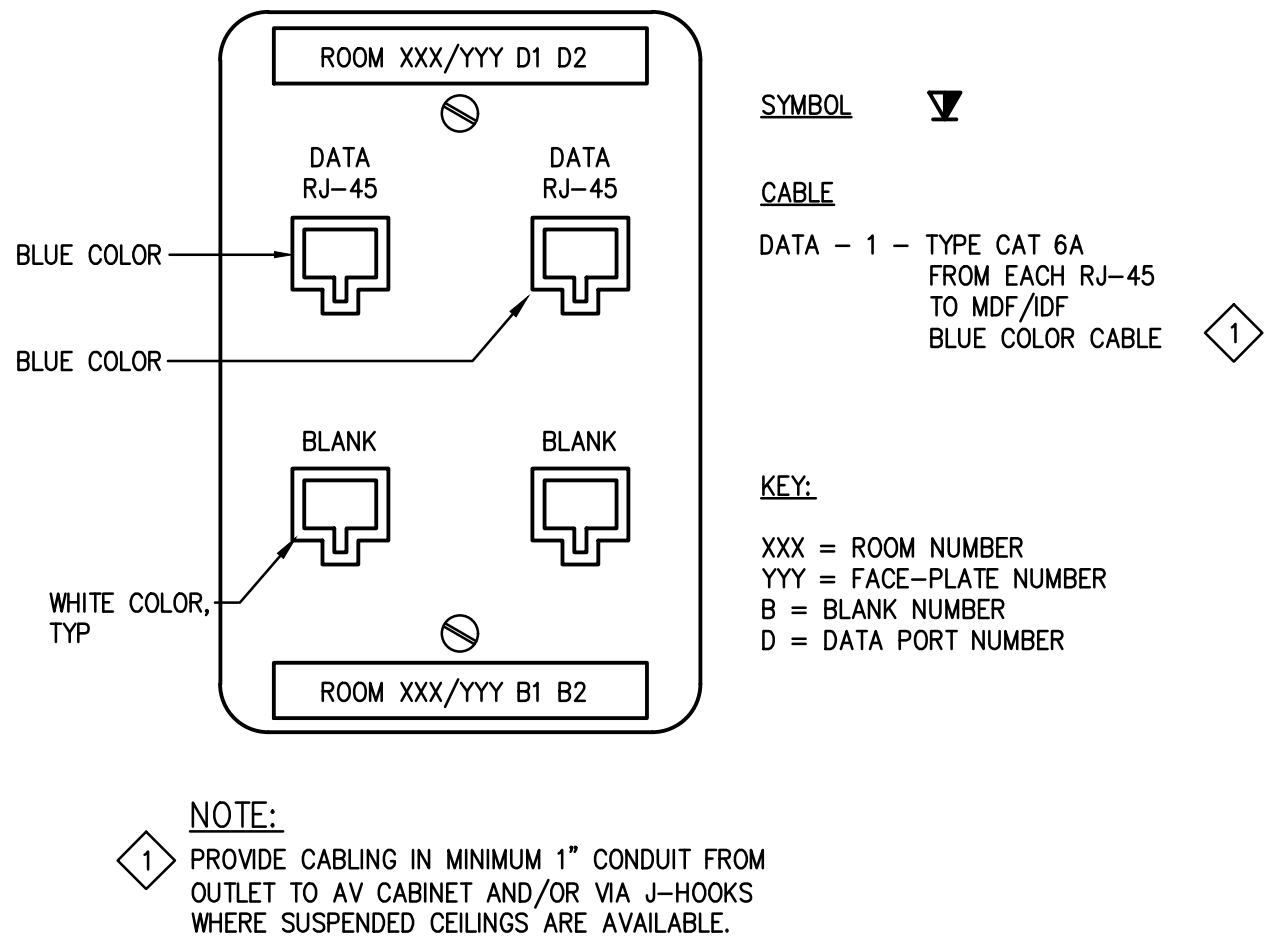 ROOM XXX/YYY D1 D2
DATA
RJ-45
DATA
RJ-45
BLUE COLOR
BLUE COLOR
BLANK
BLANK
WHITE COLOR,
TYP
ROOM XXX/YYY B1 B2
SYMBOL
CABLE
DATA - 1 - TYPE CAT 6A
FROM EACH RJ-45
TO MDF/IDF
BLUE COLOR CABLE
1
KEY:
XXX = ROOM NUMBER
YYY = FACE-PLATE NUMBER
B = BLANK NUMBER
D = DATA PORT NUMBER
NOTE:
1 PROVIDE CABLING IN MINIMUM 1" CONDUIT FROM
OUTLET TO AV CABINET AND/OR VIA J-HOOKS
WHERE SUSPENDED CEILINGS ARE AVAILABLE.